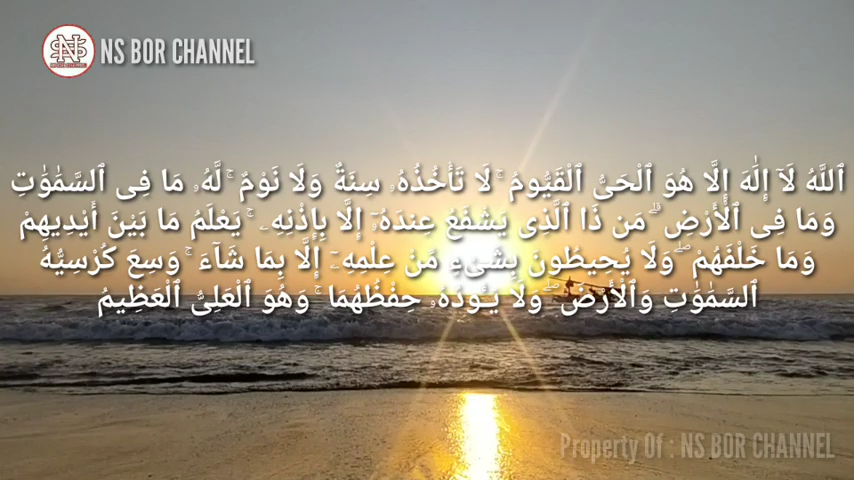 NS BOR CHANNEL
ٱللَّهُ لَآ إِلَٰهَ إِلَّا هُوَ ٱلْحَىُّ ٱلْقَيُّومُ ۚ لَا تَأْخُذُهُۥ سِنَةٌ وَلَا نَوْمٌ ۚ لَّهُۥ مَا فِى ٱلسَّمَٰوَٰتِ
وَمَا فِى ٱلْأَرْضِ ۗ مَن ذَا ٱلَّذِى يَشْفَعُ عِندَهُۥٓ إِلَّا بِإِذْنِهِۦ ۚ يَعْلَمُ مَا بَيْنَ أَيْدِيهِمْ
وَمَا خَلْفَهُمْ ۖ وَلَا يُحِيطُونَ بِشَىْءٍ مِّنْ عِلْمِهِۦٓ إِلَّا بِمَا شَآءَ ۚ وَسِعَ كُرْسِيُّهُ
ٱلسَّمَٰوَٰتِ وَٱلْأَرْضَ ۖ وَلَا يَـُٔودُهُۥ حِفْظُهُمَا ۚ وَهُوَ ٱلْعَلِىُّ ٱلْعَظِيمُ
Property Of : NS BOR CHANNEL